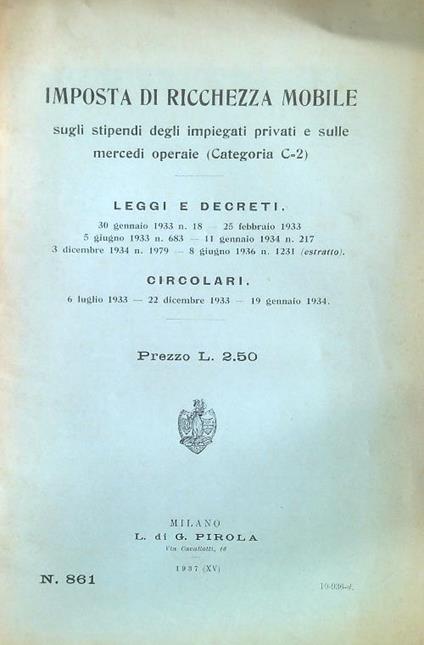 IMPOSTA DI RICCHEZZA MOBILE
sugli stipendi degli impiegati privati e sulle
mercedi operaie (Categoria C-2)
LEGGI E DECRETI.
30 gennaio 1933 n. 18 — 25 febbraio 1933
5 giugno 1933 n. 683 — 11 gennaio 1934 n. 217
3 dicembre 1934 n. 1979 — 8 giugno 1936 n. 1231 (estratto).
CIRCOLARI.
6 luglio 1933 — 22 dicembre 1933 — 19 gennaio 1934.
Prezzo L. 2.50
MILANO
L. di G. PIROLA
Via Cavallotti, 16
1937 (XV)
N. 861
10-936-d.